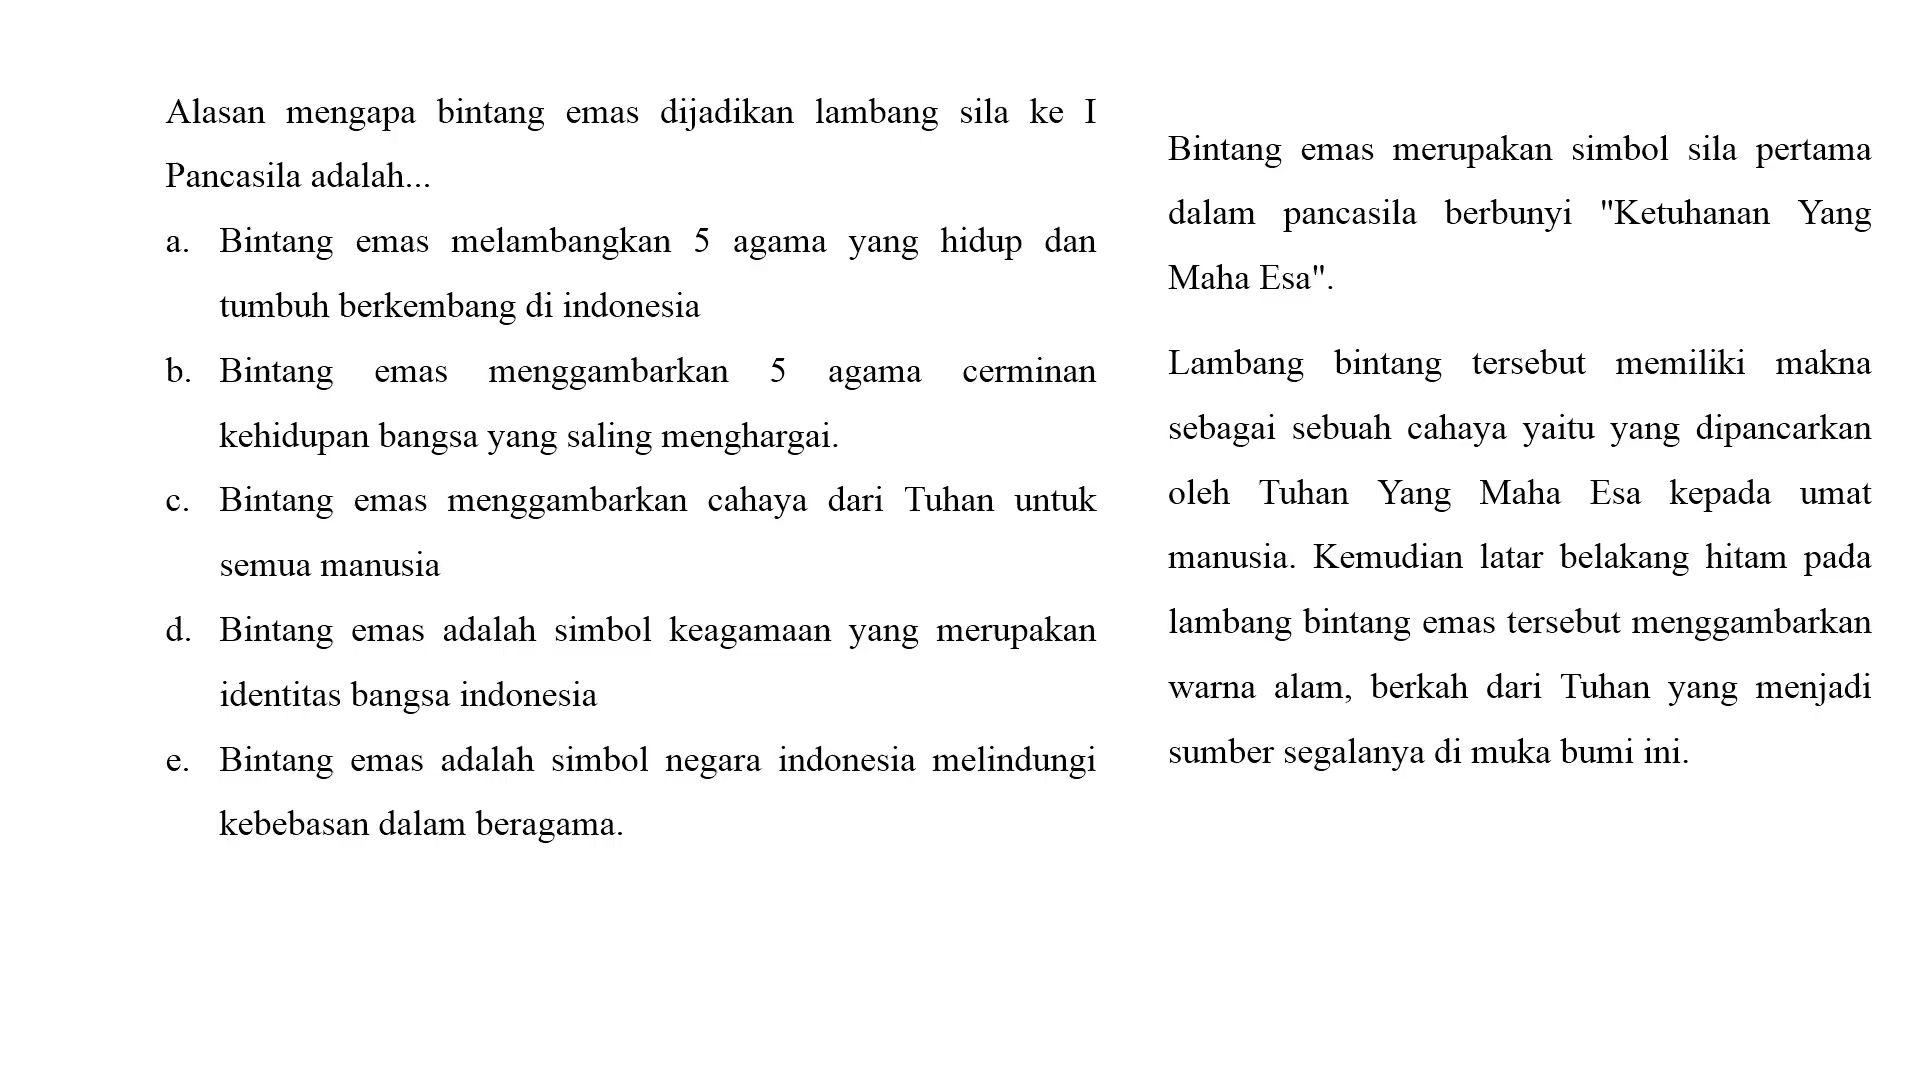 Alasan mengapa bintang emas dijadikan lambang sila ke I
Pancasila adalah...
a. Bintang emas melambangkan 5 agama yang hidup dan
tumbuh berkembang di indonesia
b. Bintang emas menggambarkan 5 agama cerminan
kehidupan bangsa yang saling menghargai.
c. Bintang emas menggambarkan cahaya dari Tuhan untuk
semua manusia
d. Bintang emas adalah simbol keagamaan yang merupakan
identitas bangsa indonesia
e. Bintang emas adalah simbol negara indonesia melindungi
kebebasan dalam beragama.
Bintang emas merupakan simbol sila pertama
dalam pancasila berbunyi "Ketuhanan Yang
Maha Esa".
Lambang bintang tersebut memiliki makna
sebagai sebuah cahaya yaitu yang dipancarkan
oleh Tuhan Yang Maha Esa kepada umat
manusia. Kemudian latar belakang hitam pada
lambang bintang emas tersebut menggambarkan
warna alam, berkah dari Tuhan yang menjadi
sumber segalanya di muka bumi ini.